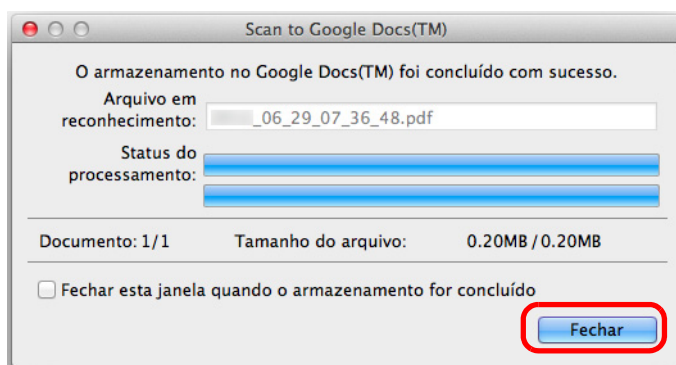 Scan to Google Docs(TM)
O armazenamento no Google Docs(TM) foi concluído com sucesso.
Arquivo em
reconhecimento:
_06_29_07_36_48.pdf
Status do
processamento:
Documento: 1/1 Tamanho do arquivo: 0.20MB / 0.20MB
Fechar esta janela quando o armazenamento for concluído
Fechar